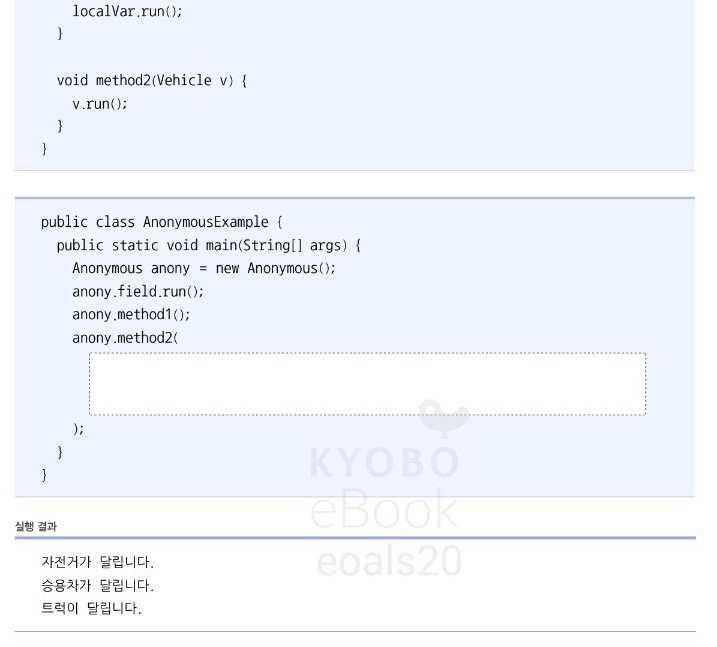 localVar.run();
}
void method2(Vehicle v) {
v.run();
}
}
public class AnonymousExample {
public static void main(String[] args) {
Anonymous anony = new Anonymous();
anony.field.run();
anony.method1();
anony.method2(
);
}
}
KYOBO
eBook
eoals20
실행 결과
자전거가 달립니다.
승용차가 달립니다.
트럭이 달립니다.